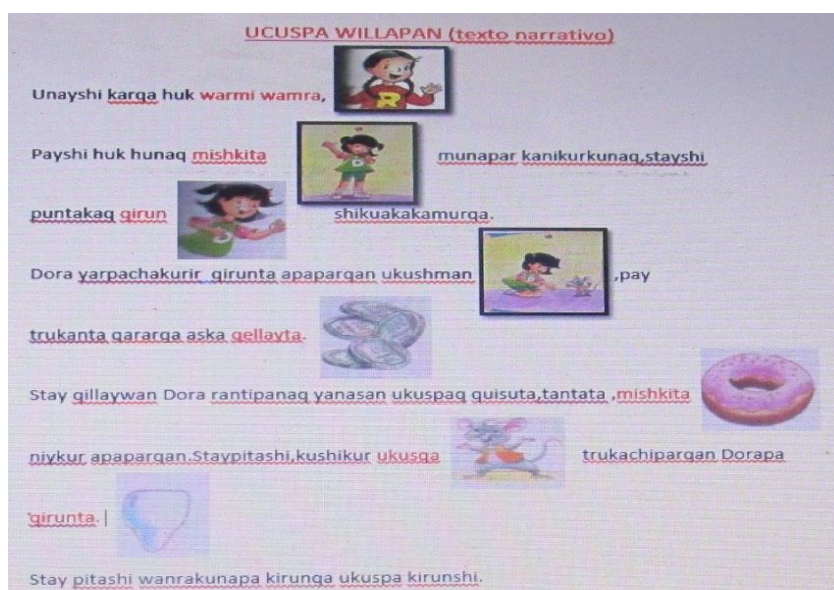 UCUSPA WILLAPAN (texto narrativo)
Unayshi karqa huk warmi wamra,
Payshi huk hunaq mishkita munapar kanikurkunaq,stayshi
puntakaq qirun shikuakakamurqa.
Dora yarpachakurir qirunta apaparqan ukushman ,pay
trukanta qararqa aska qellayta.
Stay qillaywan Dora rantipanaq yanasan ukuspaq quisuta,tantata ,mishkita
niykur apaparqan.Staypitashi,kushikur ukusqa trukachiparqan Dorapa
qirunta.
Stay pitashi wanrakunapa kirunqa ukuspa kirunshi.